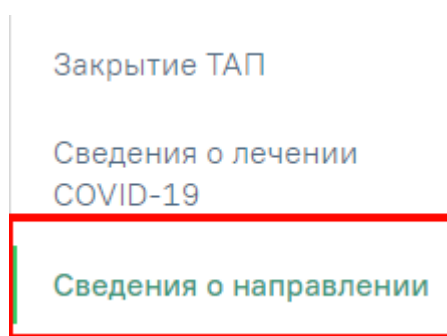 Закрытие ТАП
Сведения о лечении
COVID-19
Сведения о направлении